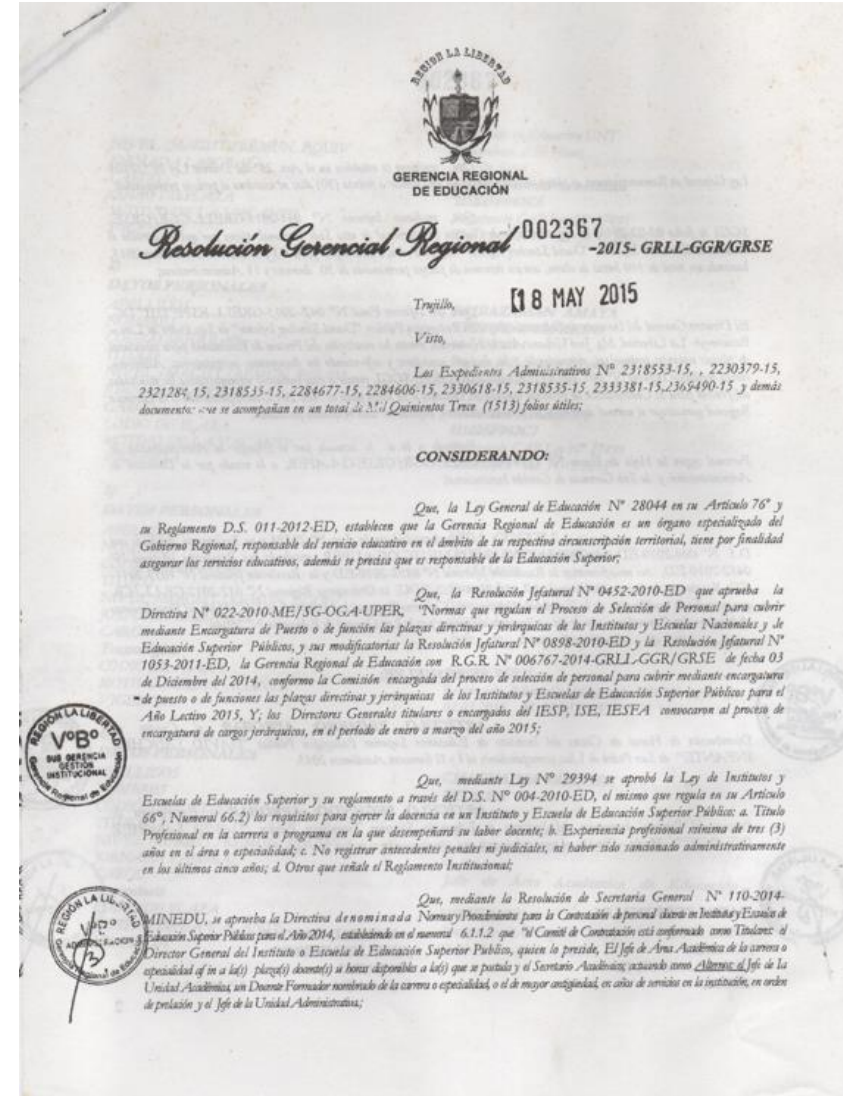 REGION LA LIBERTAD
GERENCIA REGIONAL
DE EDUCACIÓN
Resolución Gerencial Regional 002367 -2015- GRLL-GGR/GRSE
Trujillo, 18 MAY 2015
Visto,
Los Expedientes Administrativos N° 2318553-15, , 2230379-15,
2321284-15, 2318535-15, 2284677-15, 2284606-15, 2330618-15, 2318535-15, 2333381-15,2369490-15 y demás
documentos que se acompañan en un total de Mil Quinientos Trece (1513) folios útiles;
CONSIDERANDO:
Que, la Ley General de Educación N° 28044 en su Artículo 76° y
su Reglamento D.S. 011-2012-ED, establecen que la Gerencia Regional de Educación es un órgano especializado del
Gobierno Regional, responsable del servicio educativo en el ámbito de su respectiva circunscripción territorial, tiene por finalidad
asegurar los servicios educativos, además se precisa que es responsable de la Educación Superior;
Que, la Resolución Jefatural N° 0452-2010-ED que aprueba la
Directiva N° 022-2010-ME/SG-OGA-UPER, "Normas que regulan el Proceso de Selección de Personal para cubrir
mediante Encargatura de Puesto o de función las plazas directivas y jerárquicas de los Institutos y Escuelas Nacionales y de
Educación Superior Públicos, y sus modificatorias la Resolución Jefatural N° 0898-2010-ED y la Resolución Jefatural N°
1053-2011-ED, la Gerencia Regional de Educación con R.G.R. N° 006767-2014-GRLL-GGR/GRSE de fecha 03
de Diciembre del 2014, conformo la Comisión encargada del proceso de selección de personal para cubrir mediante encargatura
de puesto o de funciones las plazas directivas y jerárquicas de los Institutos y Escuelas de Educación Superior Públicos para el
Año Lectivo 2015, Y; los Directores Generales titulares o encargados del IESP, ISE, IESEA convocaron al proceso de
encargatura de cargos jerárquicos, en el período de enero a marzo del año 2015;
REGIÓN LA LIBERTAD
V°B°
SUB GERENCIA
GESTIÓN
INSTITUCIONAL
Gerencia Regional de Educación
Que, mediante Ley N° 29394 se aprobó la Ley de Institutos y
Escuelas de Educación Superior y su reglamento a través del D.S. N° 004-2010-ED, el mismo que regula en su Artículo
66°, Numeral 66.2) los requisitos para ejercer la docencia en un Instituto y Escuela de Educación Superior Público: a. Título
Profesional en la carrera o programa en la que desempeñará su labor docente; b. Experiencia profesional mínima de tres (3)
años en el área o especialidad; c. No registrar antecedentes penales ni judiciales, ni haber sido sancionado administrativamente
en los últimos cinco años; d. Otros que señale el Reglamento Institucional;
Que, mediante la Resolución de Secretaria General N° 110-2014-
MINEDU, se aprueba la Directiva denominada Normas y Procedimientos para la Contratación de personal docente en Institutos y Escuelas de
Educación Superior Públicos para el Año 2014, estableciendo en el numeral 6.1.1.2 que "el Comité de Contratación está conformado como Titulares: el
Director General del Instituto o Escuela de Educación Superior Publico, quien lo preside, El Jefe de Área Académica de la carrera o
especialidad afín a la(s) plaza(s) docente(s) u horas disponibles a la(s) que se postula y el Secretario Académico; actuando como Alternos: el Jefe de La
Unidad Académica, un Docente Formador nombrado de la carrera o especialidad, o el de mayor antigüedad, en años de servicios en la institución, en orden
de prelación y el Jefe de la Unidad Administrativa;
REGIÓN LA LIBERTAD
V°B°
ADMINISTRACIÓN
Gerencia Regional de Educación